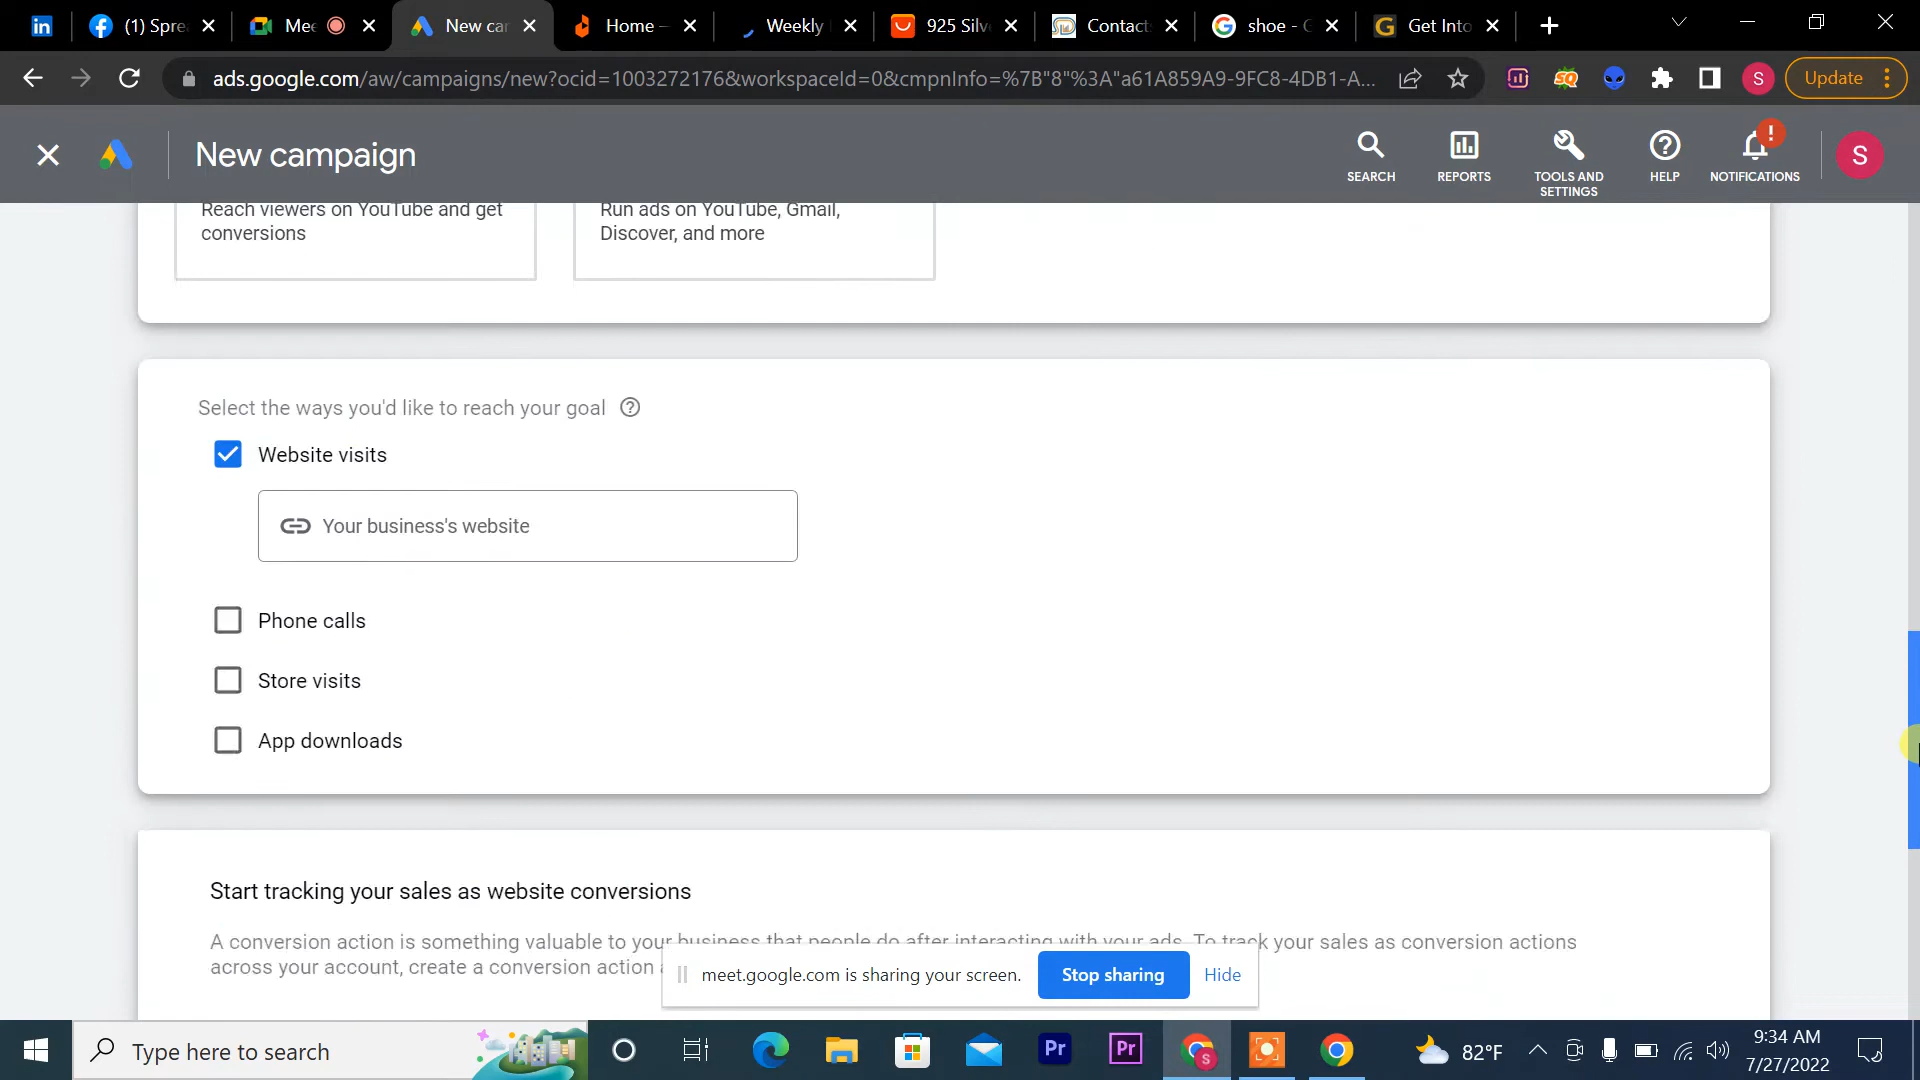 in
(1) Spre
Mee
New car
Home –
Weekly
925 Silv
Contact
shoe - G
Get Into
ads.google.com/aw/campaigns/new?ocid=1003272176&workspaceId=0&cmpnInfo=%7B"8"%3A"a61A859A9-9FC8-4DB1-A...
SQ
S
Update
New campaign
SEARCH
REPORTS
TOOLS AND
SETTINGS
HELP
NOTIFICATIONS
S
Reach viewers on YouTube and get
conversions
Run ads on YouTube, Gmail,
Discover, and more
Select the ways you'd like to reach your goal
Website visits
Your business's website
Phone calls
Store visits
App downloads
Start tracking your sales as website conversions
A conversion action is something valuable to your business that people do after interacting with your ads. To track your sales as conversion actions
across your account, create a conversion action
meet.google.com is sharing your screen.
Stop sharing
Hide
Type here to search
Pr
Pr
S
82°F
9:34 AM
7/27/2022